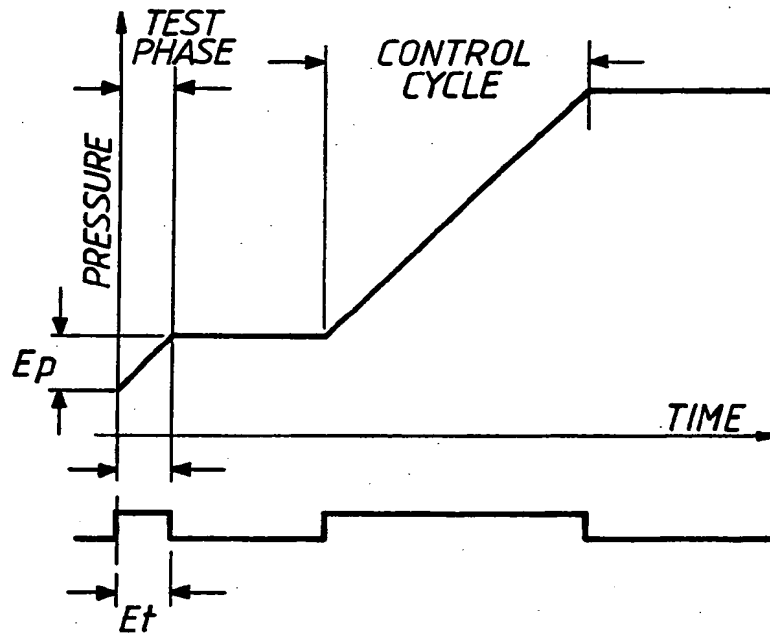 TEST
PHASE
CONTROL
CYCLE
PRESSURE
Ep
TIME
Et